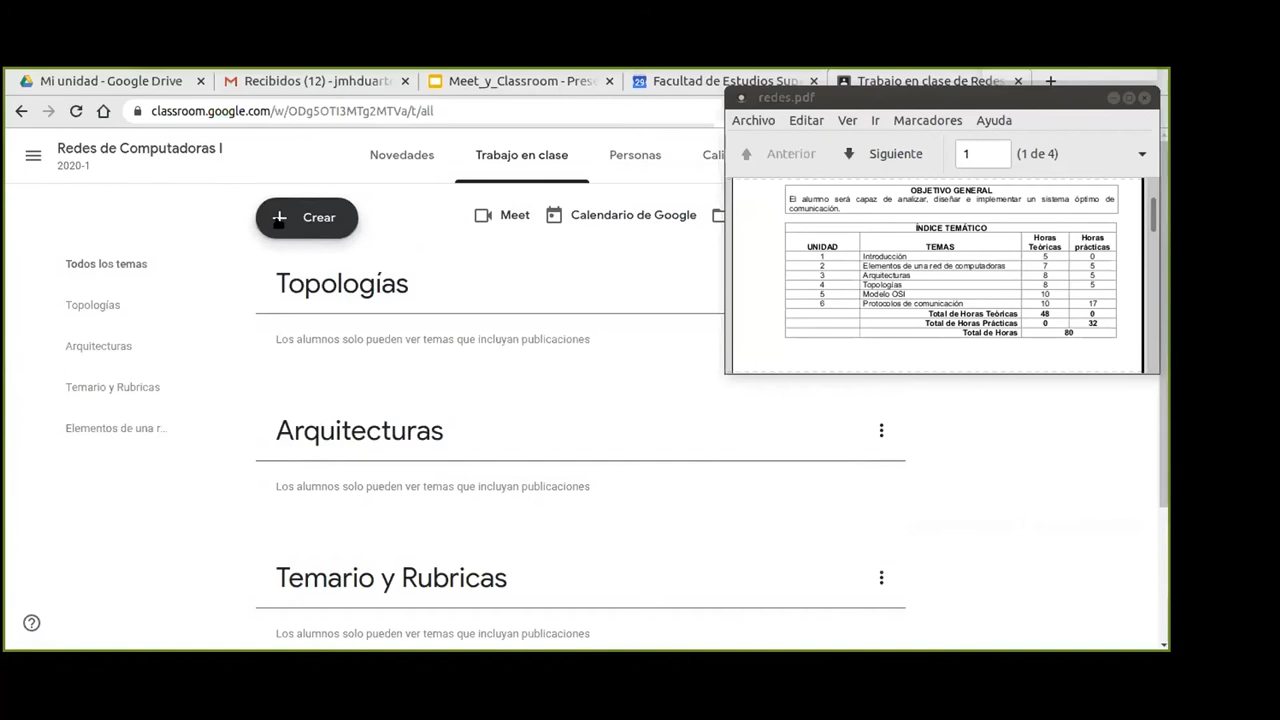 Mi unidad - Google Drive
Recibidos (12) - jmhduart
Meet_y_Classroom - Prese
Facultad de Estudios Sup
Trabajo en clase de Redes
classroom.google.com/w/ODg5OTI3MTg2MTVa/t/all
redes.pdf
Archivo Editar Ver Ir Marcadores Ayuda
Anterior Siguiente 1 (1 de 4)
Redes de Computadoras I
2020-1
Novedades Trabajo en clase Personas Cali
Crear
Meet Calendario de Google
Todos los temas
Topologías
Arquitecturas
Temario y Rubricas
Elementos de una r...
Topologías
Los alumnos solo pueden ver temas que incluyan publicaciones
Arquitecturas
Los alumnos solo pueden ver temas que incluyan publicaciones
Temario y Rubricas
Los alumnos solo pueden ver temas que incluyan publicaciones
OBJETIVO GENERAL
El alumno será capaz de analizar, diseñar e implementar un sistema óptimo de
comunicación.
ÍNDICE TEMÁTICO
UNIDAD TEMAS Horas Teóricas Horas prácticas
1 Introducción 5 0
2 Elementos de una red de computadoras 7 5
3 Arquitecturas 8 5
4 Topologías 8 5
5 Modelo OSI 10
6 Protocolos de comunicación 10 17
Total de Horas Teóricas 48 0
Total de Horas Prácticas 0 32
Total de Horas 80